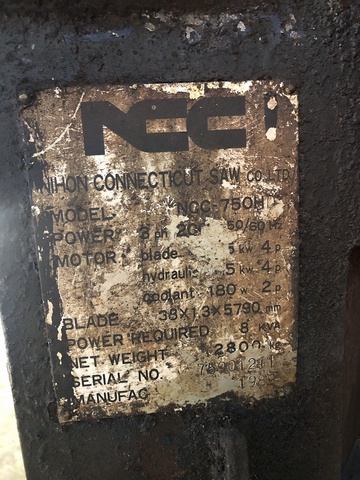 NCC
NIHON CONNECTICUT SAW CO.,LTD
MODEL NCC-750H
POWER 3 ph 50/60 Hz
MOTOR blade 5 kw 4 p
hydraulic 5 kw 4 p
coolant 180 w 2 p
BLADE 38×1.3×5790 mm
POWER REQUIRED 8 KVA
NET WEIGHT 2800
SERIAL NO.
MANUFAC